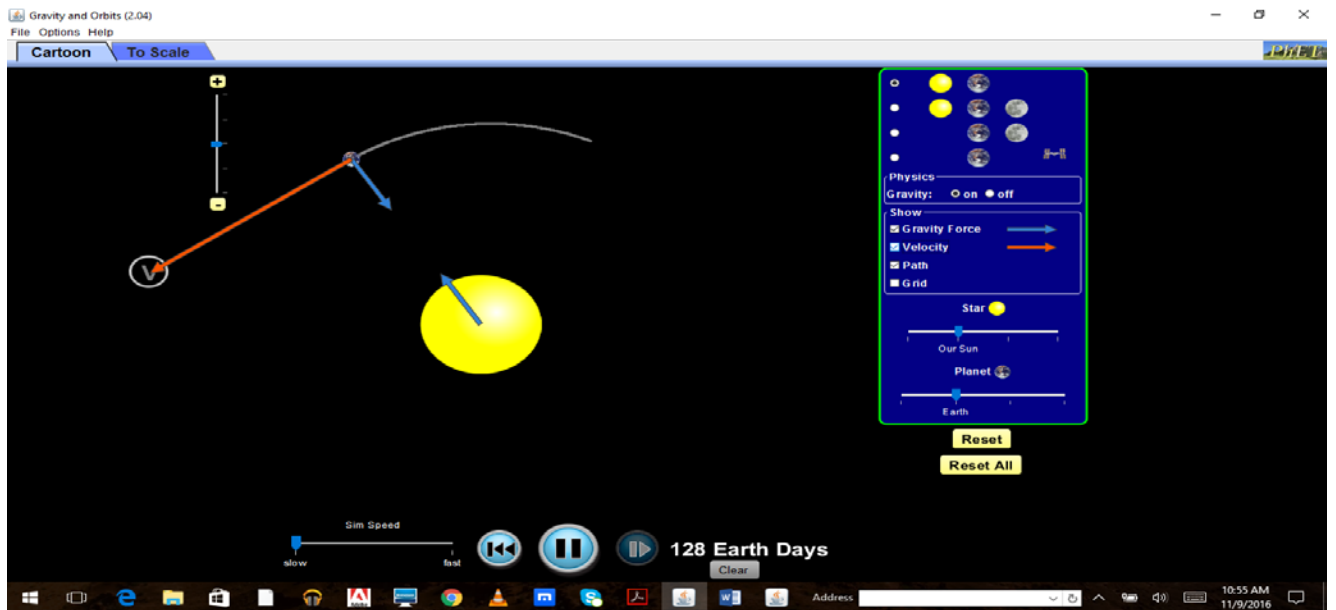 Gravity and Orbits (2.04)
File Options Help
Cartoon To Scale
PhET
+
-
V
Physics
Gravity: on off
Show
Gravity Force
Velocity
Path
Grid
Star
Our Sun
Planet
Earth
Reset
Reset All
Sim Speed
slow fast
128 Earth Days
Clear
Address
10:55 AM
11/9/2016